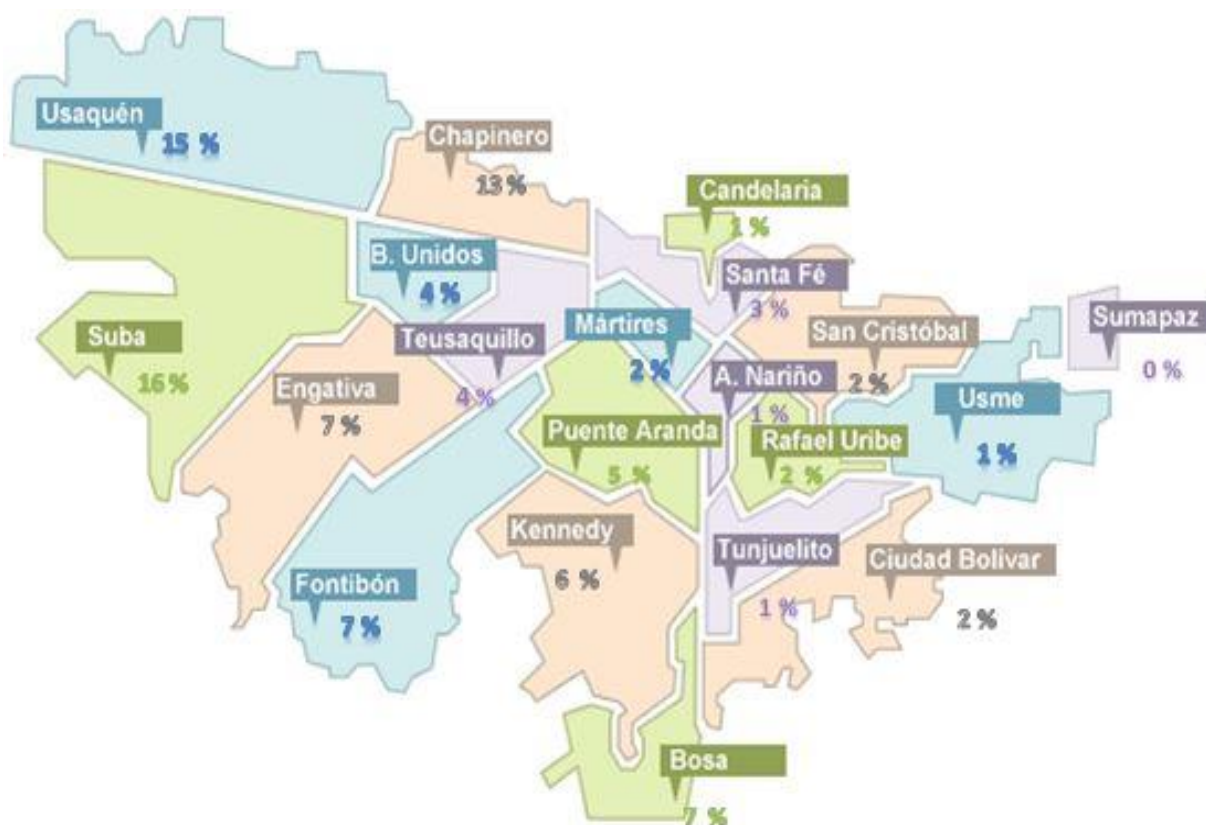 Usaquén
15 %
Chapinero
13 %
Candelaria
1 %
B. Unidos
4 %
Santa Fé
3 %
Sumapaz
0 %
Suba
16 %
Teusaquillo
4 %
Mártires
2 %
San Cristóbal
2 %
Engativa
7 %
A. Nariño
1 %
Usme
1 %
Puente Aranda
5 %
Rafael Uribe
2 %
Kennedy
6 %
Tunjuelito
1 %
Ciudad Bolivar
2 %
Fontibón
7 %
Bosa
7 %